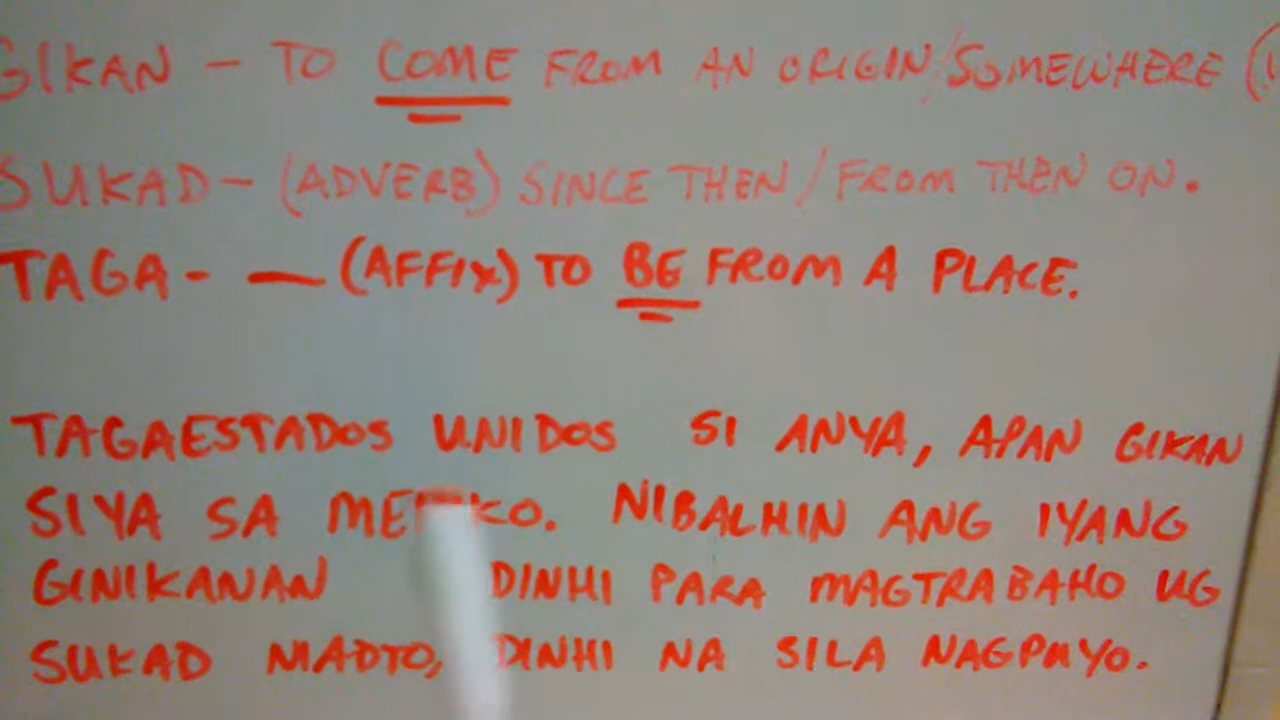 GIKAN - TO COME FROM AN ORIGIN/SOMEWHERE (
SUKAD - (ADVERB) SINCE THEN/FROM THEN ON.
TAGA- — (AFFIX) TO BE FROM A PLACE.
TAGAESTADOS UNIDOS SI ANYA, APAN GIKAN
SIYA SA NIBALHIN ANG IYANG
GINIKANAN DINHI PARA MAGTRABAHO UG
SUKAD NIADTO, DINHI NA SILA NAGPUYO.